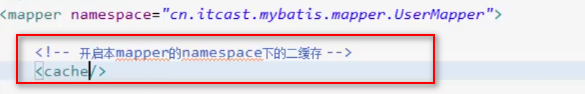 <mapper namespace="cn.itcast.mybatis.mapper.UserMapper">
<!-- 开启本mapper的namespace下的二缓存 -->
<cache/>